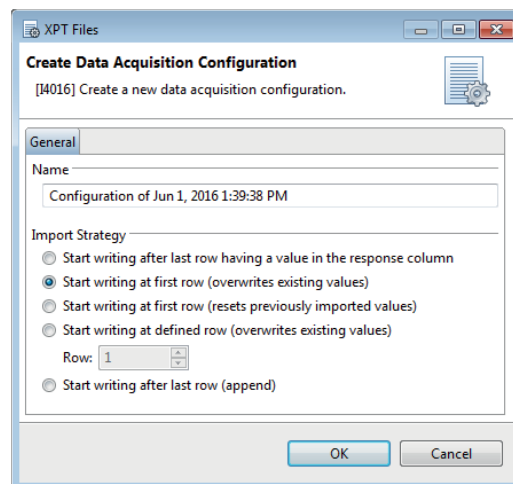 XPT Files
Create Data Acquisition Configuration
[I4016] Create a new data acquisition configuration.
General
Name
Configuration of Jun 1, 2016 1:39:38 PM
Import Strategy
Start writing after last row having a value in the response column
Start writing at first row (overwrites existing values)
Start writing at first row (resets previously imported values)
Start writing at defined row (overwrites existing values)
Row: 1
Start writing after last row (append)
OK Cancel